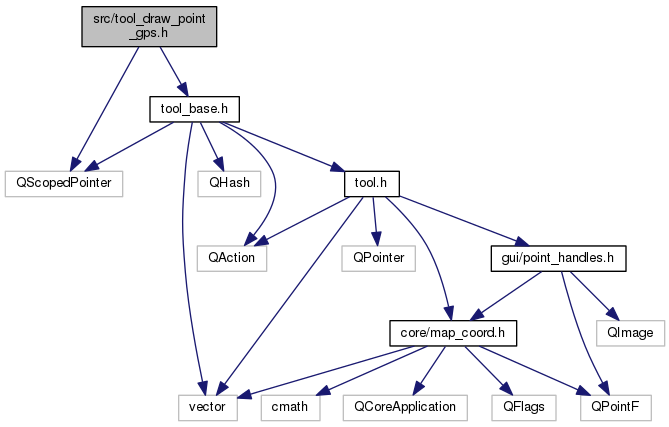 src/tool_draw_point
_gps.h
tool_base.h
QScopedPointer
QHash
tool.h
QAction
QPointer
gui/point_handles.h
core/map_coord.h
QImage
vector
cmath
QCoreApplication
QFlags
QPointF